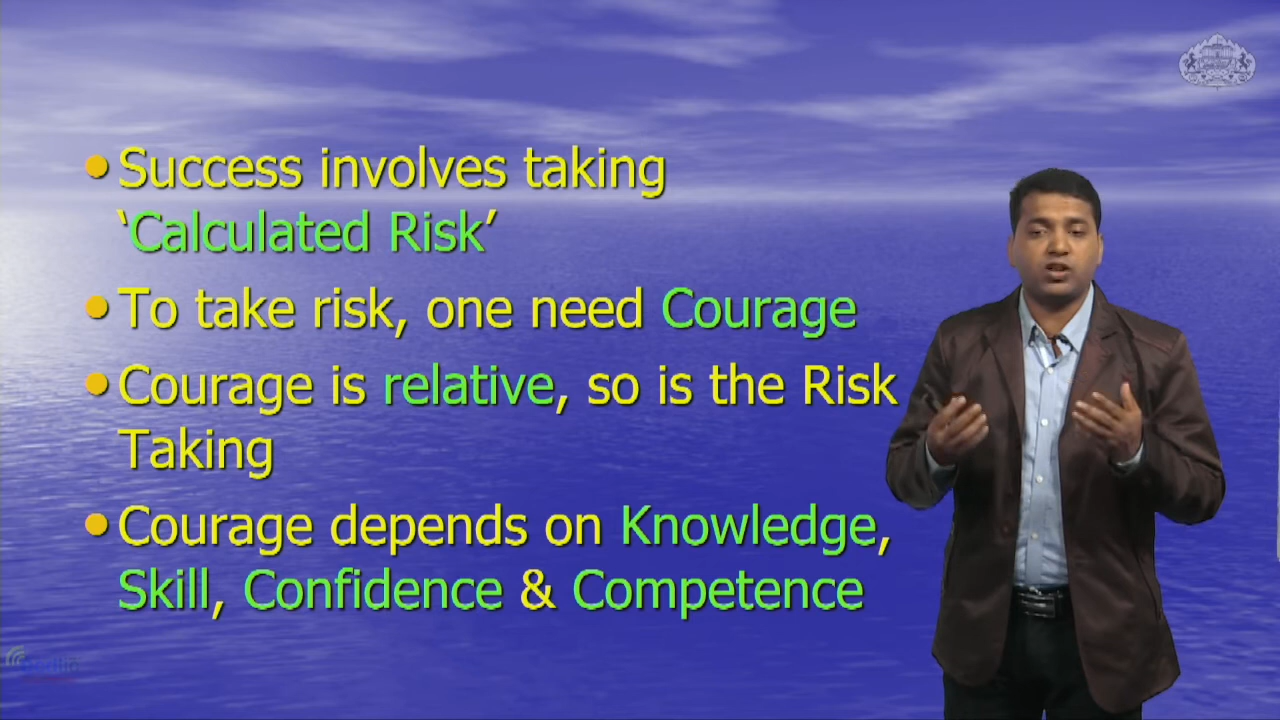 • Success involves taking
‘Calculated Risk’
• To take risk, one need Courage
• Courage is relative, so is the Risk
Taking
• Courage depends on Knowledge,
Skill, Confidence & Competence